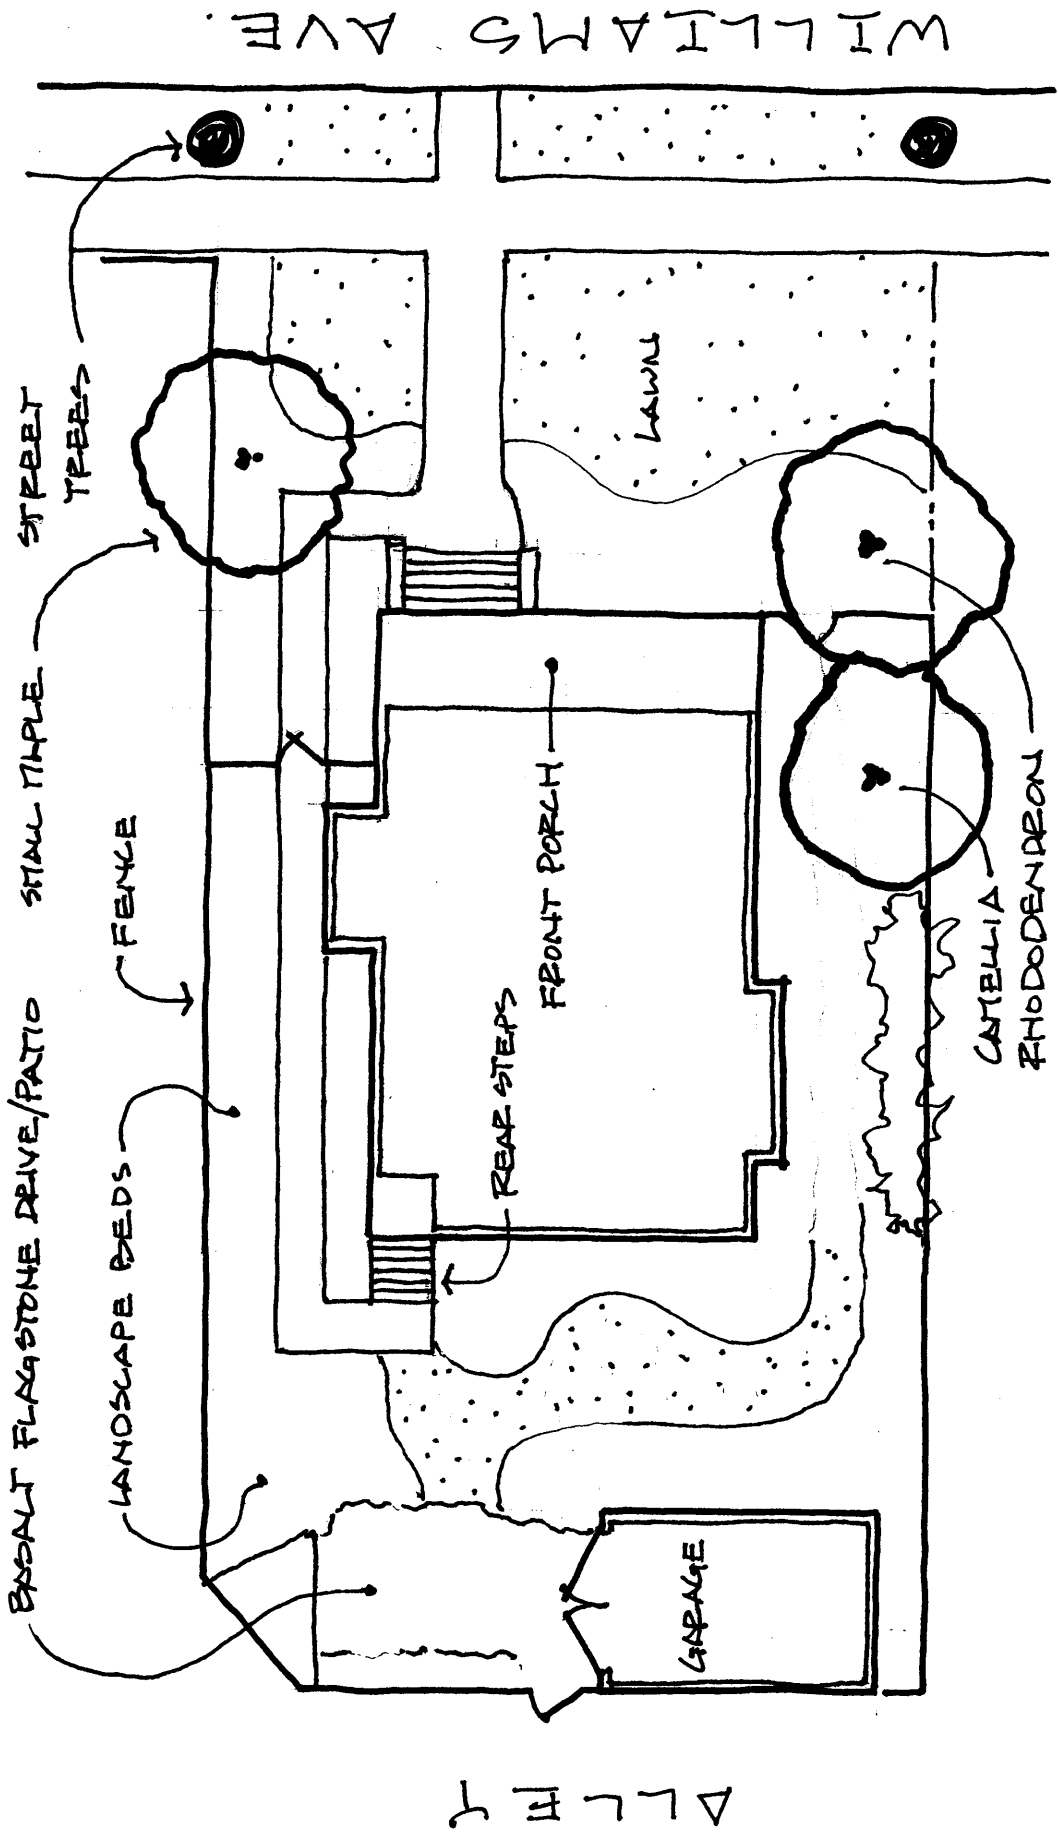 WILLIAMS AVE.
STREET
TREES
SMALL MAPLE
FENCE
BASALT FLAGSTONE DRIVE/PATIO
LANDSCAPE BEDS
LAWN
FRONT PORCH
REAR STEPS
CAMELLIA
RHODODENDRON
GARAGE
ALLEY